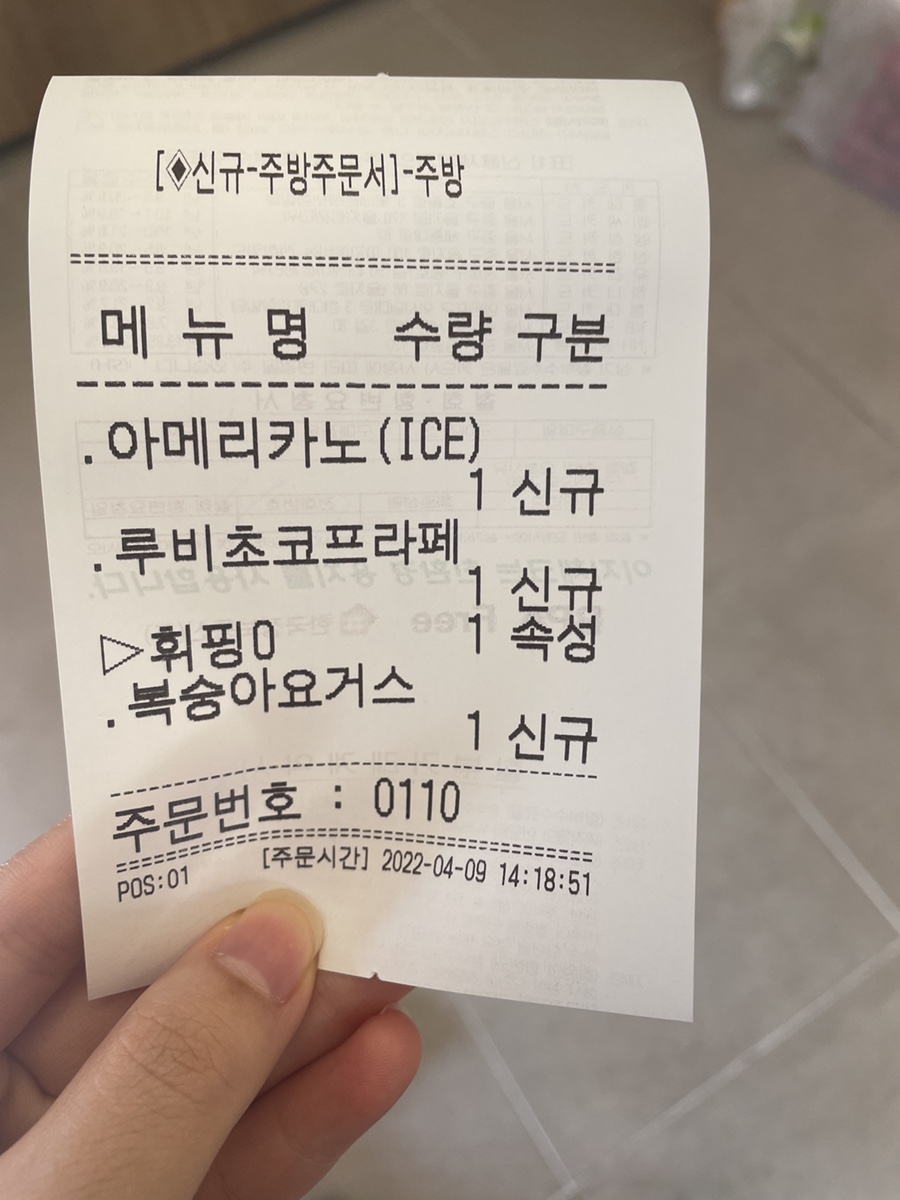 [◈신규-주방주문서]-주방
메 뉴 명 수량 구분
.아메리카노(ICE)
1 신규
.루비초코프라페
1 신규
▷휘핑O 1 속성
.복숭아요거스
1 신규
주문번호 : 0110
POS:01 [주문시간] 2022-04-09 14:18:51